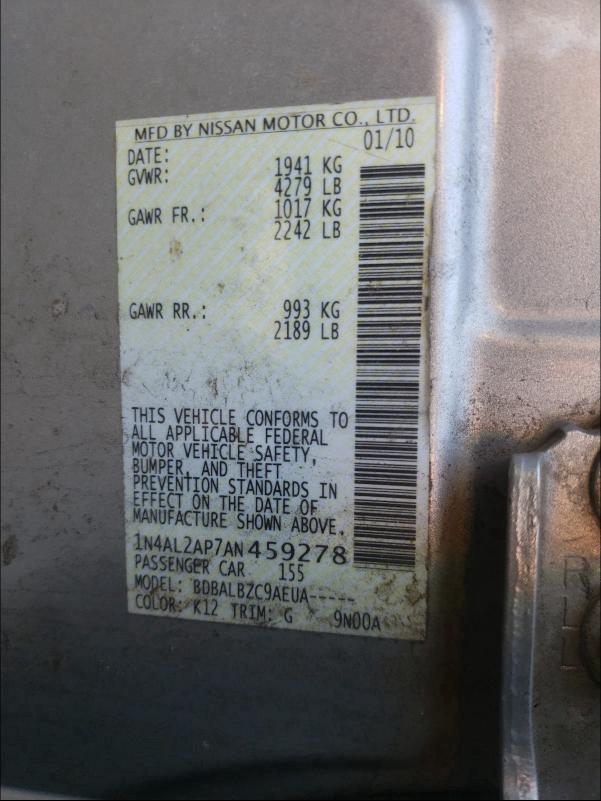 MFD BY NISSAN MOTOR CO., LTD.
DATE: 01/10
GVWR: 1941 KG
4279 LB
GAWR FR.: 1017 KG
2242 LB
GAWR RR.: 993 KG
2189 LB
THIS VEHICLE CONFORMS TO
ALL APPLICABLE FEDERAL
MOTOR VEHICLE SAFETY,
BUMPER, AND THEFT
PREVENTION STANDARDS IN
EFFECT ON THE DATE OF
MANUFACTURE SHOWN ABOVE.
1N4AL2AP7AN459278
PASSENGER CAR 155
MODEL: BDBALBZC9AEUA-----
COLOR: K12 TRIM: G 9N00A